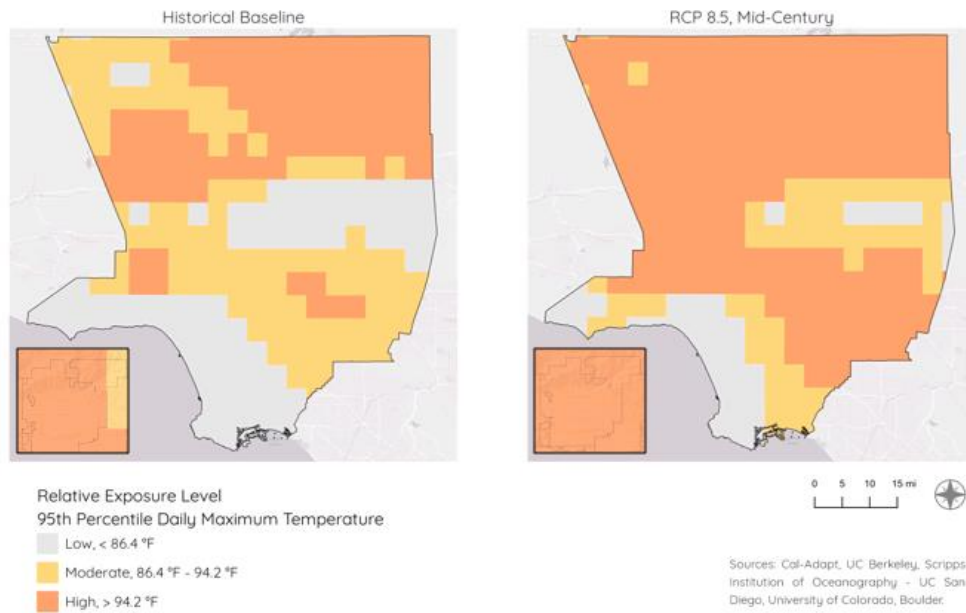 Historical Baseline
RCP 8.5, Mid-Century
Relative Exposure Level
95th Percentile Daily Maximum Temperature
Low, < 86.4 °F
Moderate, 86.4 °F - 94.2 °F
High, > 94.2 °F
0 5 10 15 mi
Sources: Cal-Adapt, UC Berkeley, Scripps
Institution of Oceanography - UC San
Diego, University of Colorado, Boulder.